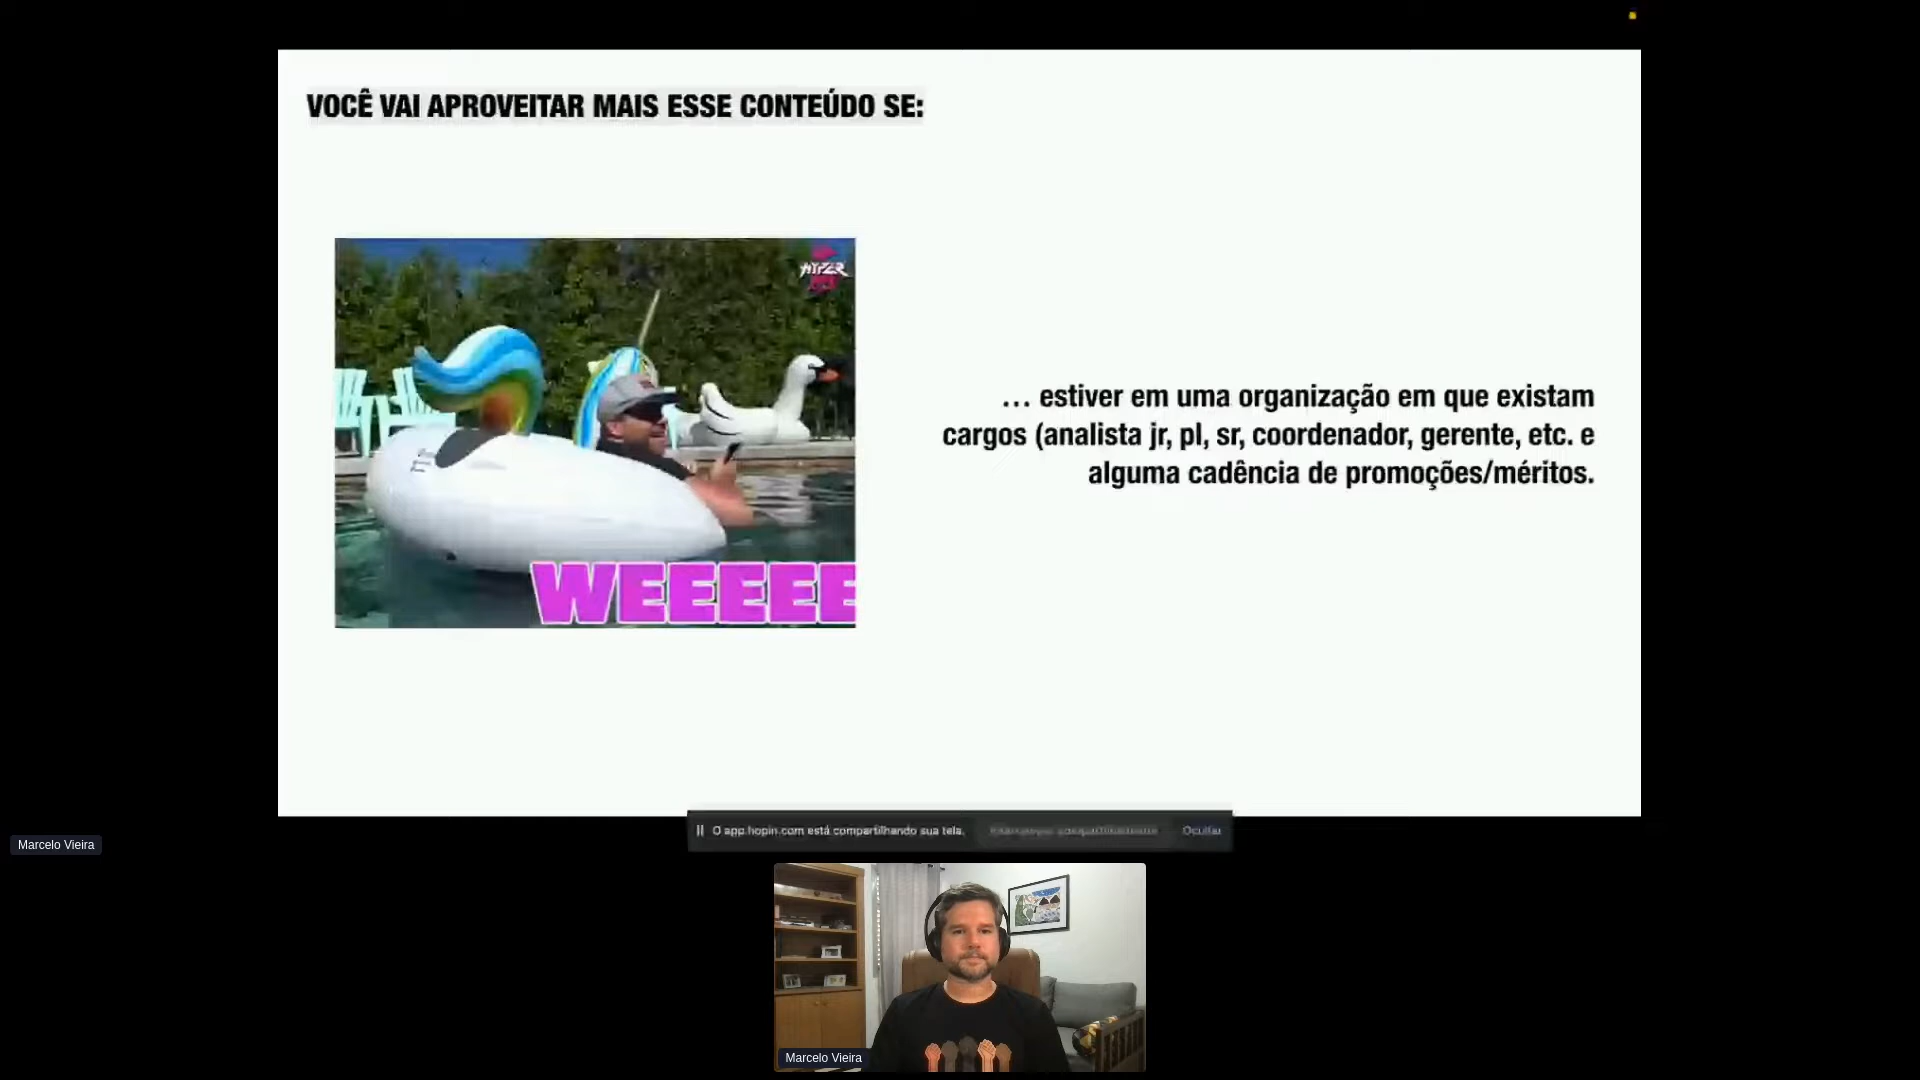 VOCÊ VAI APROVEITAR MAIS ESSE CONTEÚDO SE:
HYPER
WEEEEE
... estiver em uma organização em que existam
cargos (analista jr, pl, sr, coordenador, gerente, etc. e
alguma cadência de promoções/méritos.
O app.hopin.com está compartilhando sua tela. Ocultar
Marcelo Vieira
Marcelo Vieira